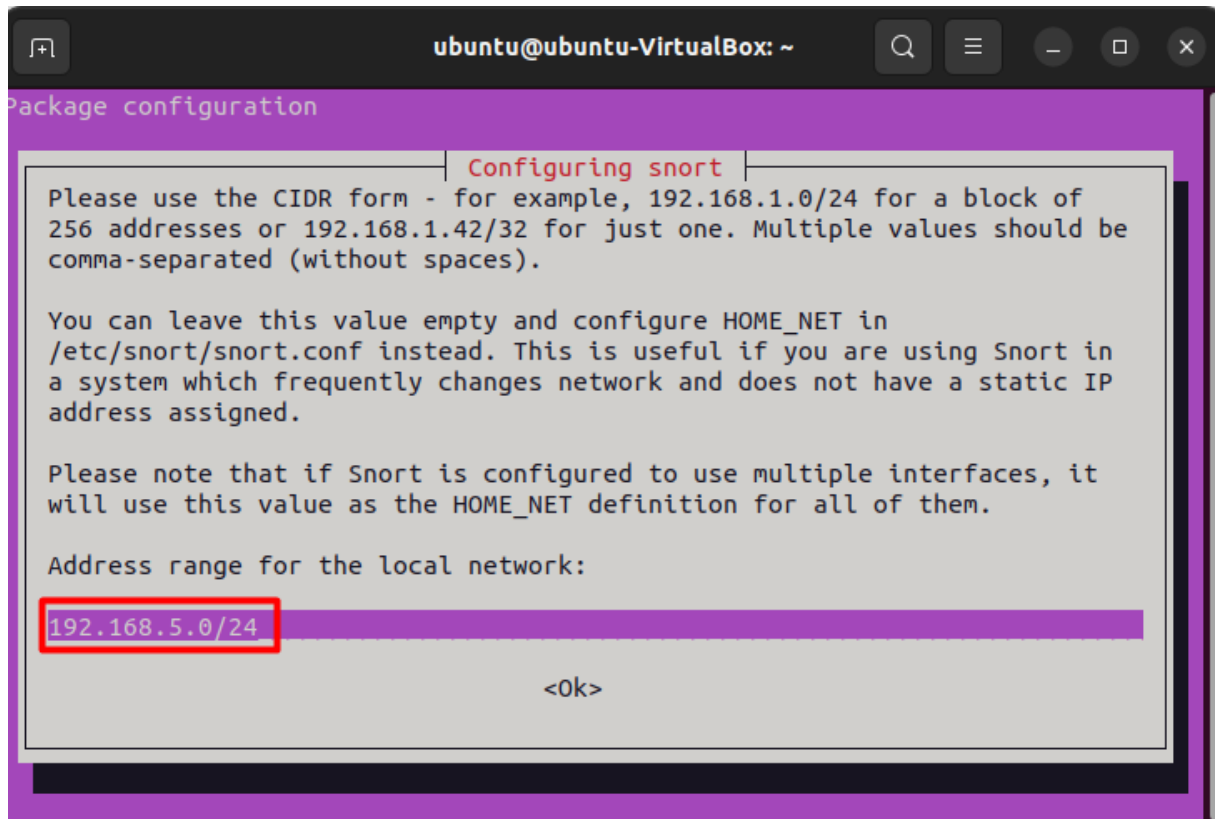 ubuntu@ubuntu-VirtualBox: ~
Package configuration
Configuring snort
Please use the CIDR form - for example, 192.168.1.0/24 for a block of
256 addresses or 192.168.1.42/32 for just one. Multiple values should be
comma-separated (without spaces).
You can leave this value empty and configure HOME_NET in
/etc/snort/snort.conf instead. This is useful if you are using Snort in
a system which frequently changes network and does not have a static IP
address assigned.
Please note that if Snort is configured to use multiple interfaces, it
will use this value as the HOME_NET definition for all of them.
Address range for the local network:
192.168.5.0/24
<Ok>